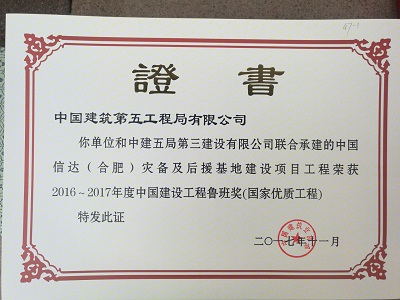 47-1
證書
中国建筑第五工程局有限公司
你单位和中建五局第三建设有限公司联合承建的中国
信达（合肥）灾备及后援基地建设项目工程荣获
2016～2017年度中国建设工程鲁班奖(国家优质工程)
特发此证
二〇一七年十一月